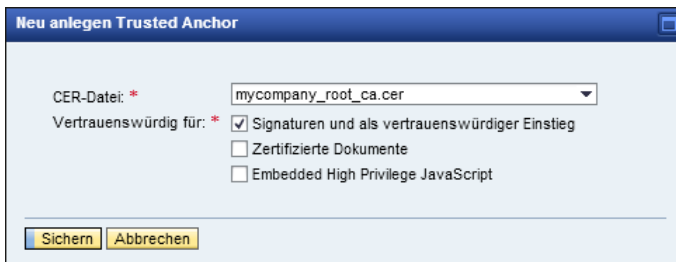 Neu anlegen Trusted Anchor
CER-Datei: * mycompany_root_ca.cer
Vertrauenswürdig für: * Signaturen und als vertrauenswürdiger Einstieg
Zertifizierte Dokumente
Embedded High Privilege JavaScript
Sichern Abbrechen